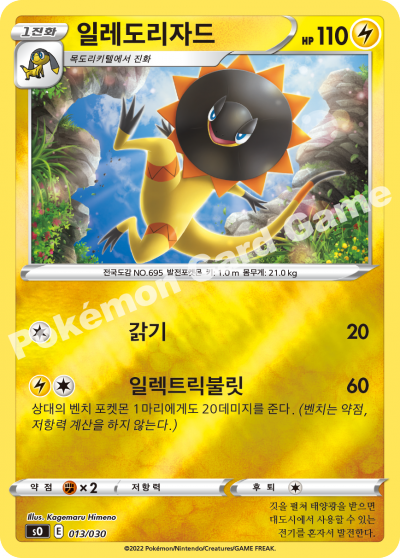 1진화
일레도리자드
HP 110
목도리키텔에서 진화
전국도감 NO.695 발전포켓몬 키: 1.0 m 몸무게: 21.0 kg
Pokémon Card Game
갉기 20
일렉트릭불릿 60
상대의 벤치 포켓몬 1마리에게도 20데미지를 준다. (벤치는 약점,
저항력 계산을 하지 않는다.)
약점 ×2 저항력 후퇴
Illus. Kagemaru Himeno
s0 E 013/030
깃을 펼쳐 태양광을 받으면
대도시에서 사용할 수 있는
전기를 혼자서 발전한다.
©2022 Pokémon/Nintendo/Creatures/GAME FREAK.